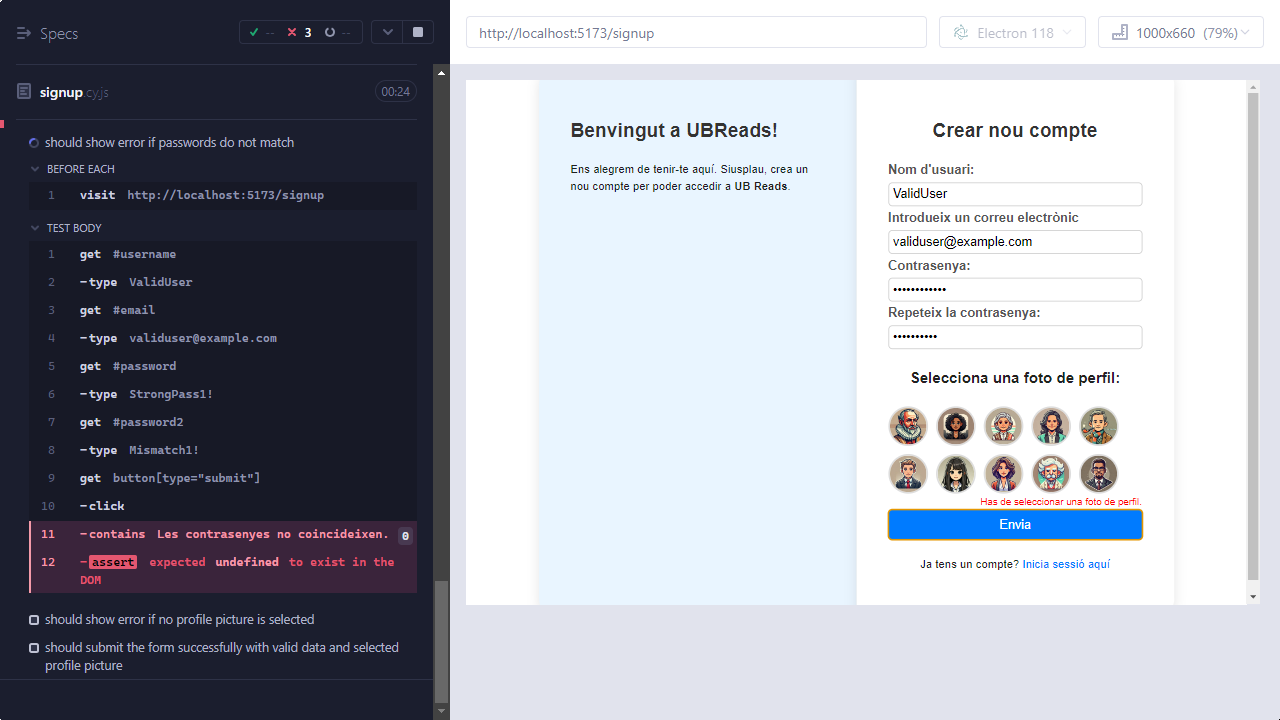 Specs
-- 3 --
signup.cy.js 00:24
should show error if passwords do not match
BEFORE EACH
1 visit http://localhost:5173/signup
TEST BODY
1 get #username
2 -type ValidUser
3 get #email
4 -type validuser@example.com
5 get #password
6 -type StrongPass1!
7 get #password2
8 -type Mismatch1!
9 get button[type="submit"]
10 -click
11 -contains Les contrasenyes no coincideixen. 0
12 -assert expected undefined to exist in the
DOM
should show error if no profile picture is selected
should submit the form successfully with valid data and selected
profile picture
http://localhost:5173/signup
Electron 118
1000x660 (79%)
Benvingut a UBReads!
Ens alegrem de tenir-te aquí. Siusplau, crea un
nou compte per poder accedir a UB Reads.
Crear nou compte
Nom d'usuari:
ValidUser
Introdueix un correu electrònic
validuser@example.com
Contrasenya:
••••••••••••
Repeteix la contrasenya:
••••••••••
Selecciona una foto de perfil:
Has de seleccionar una foto de perfil.
Envia
Ja tens un compte? Inicia sessió aquí